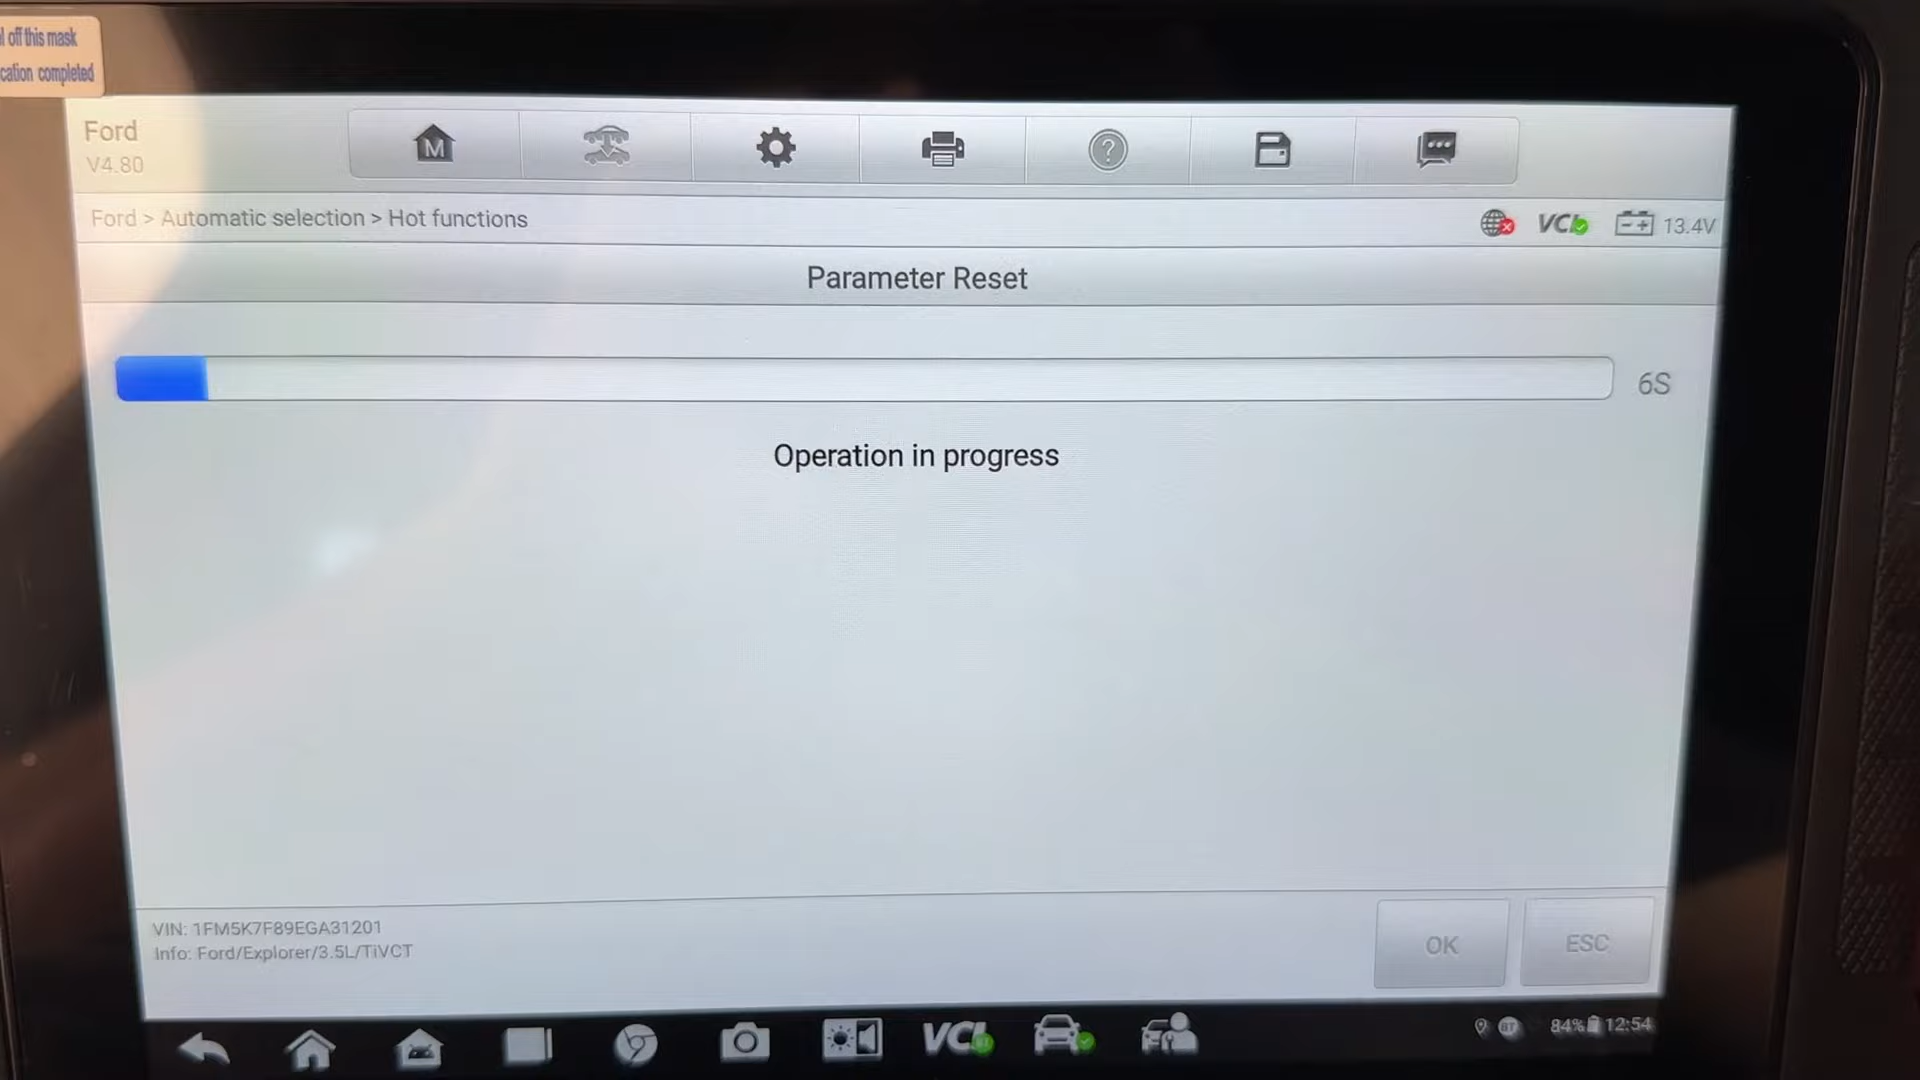 l off this mask
cation completed
Ford
V4.80
M
?
Ford > Automatic selection > Hot functions
VCI
13.4V
Parameter Reset
6S
Operation in progress
VIN: 1FM5K7F89EGA31201
Info: Ford/Explorer/3.5L/TiVCT
OK
ESC
VCI
BT
84%
12:54